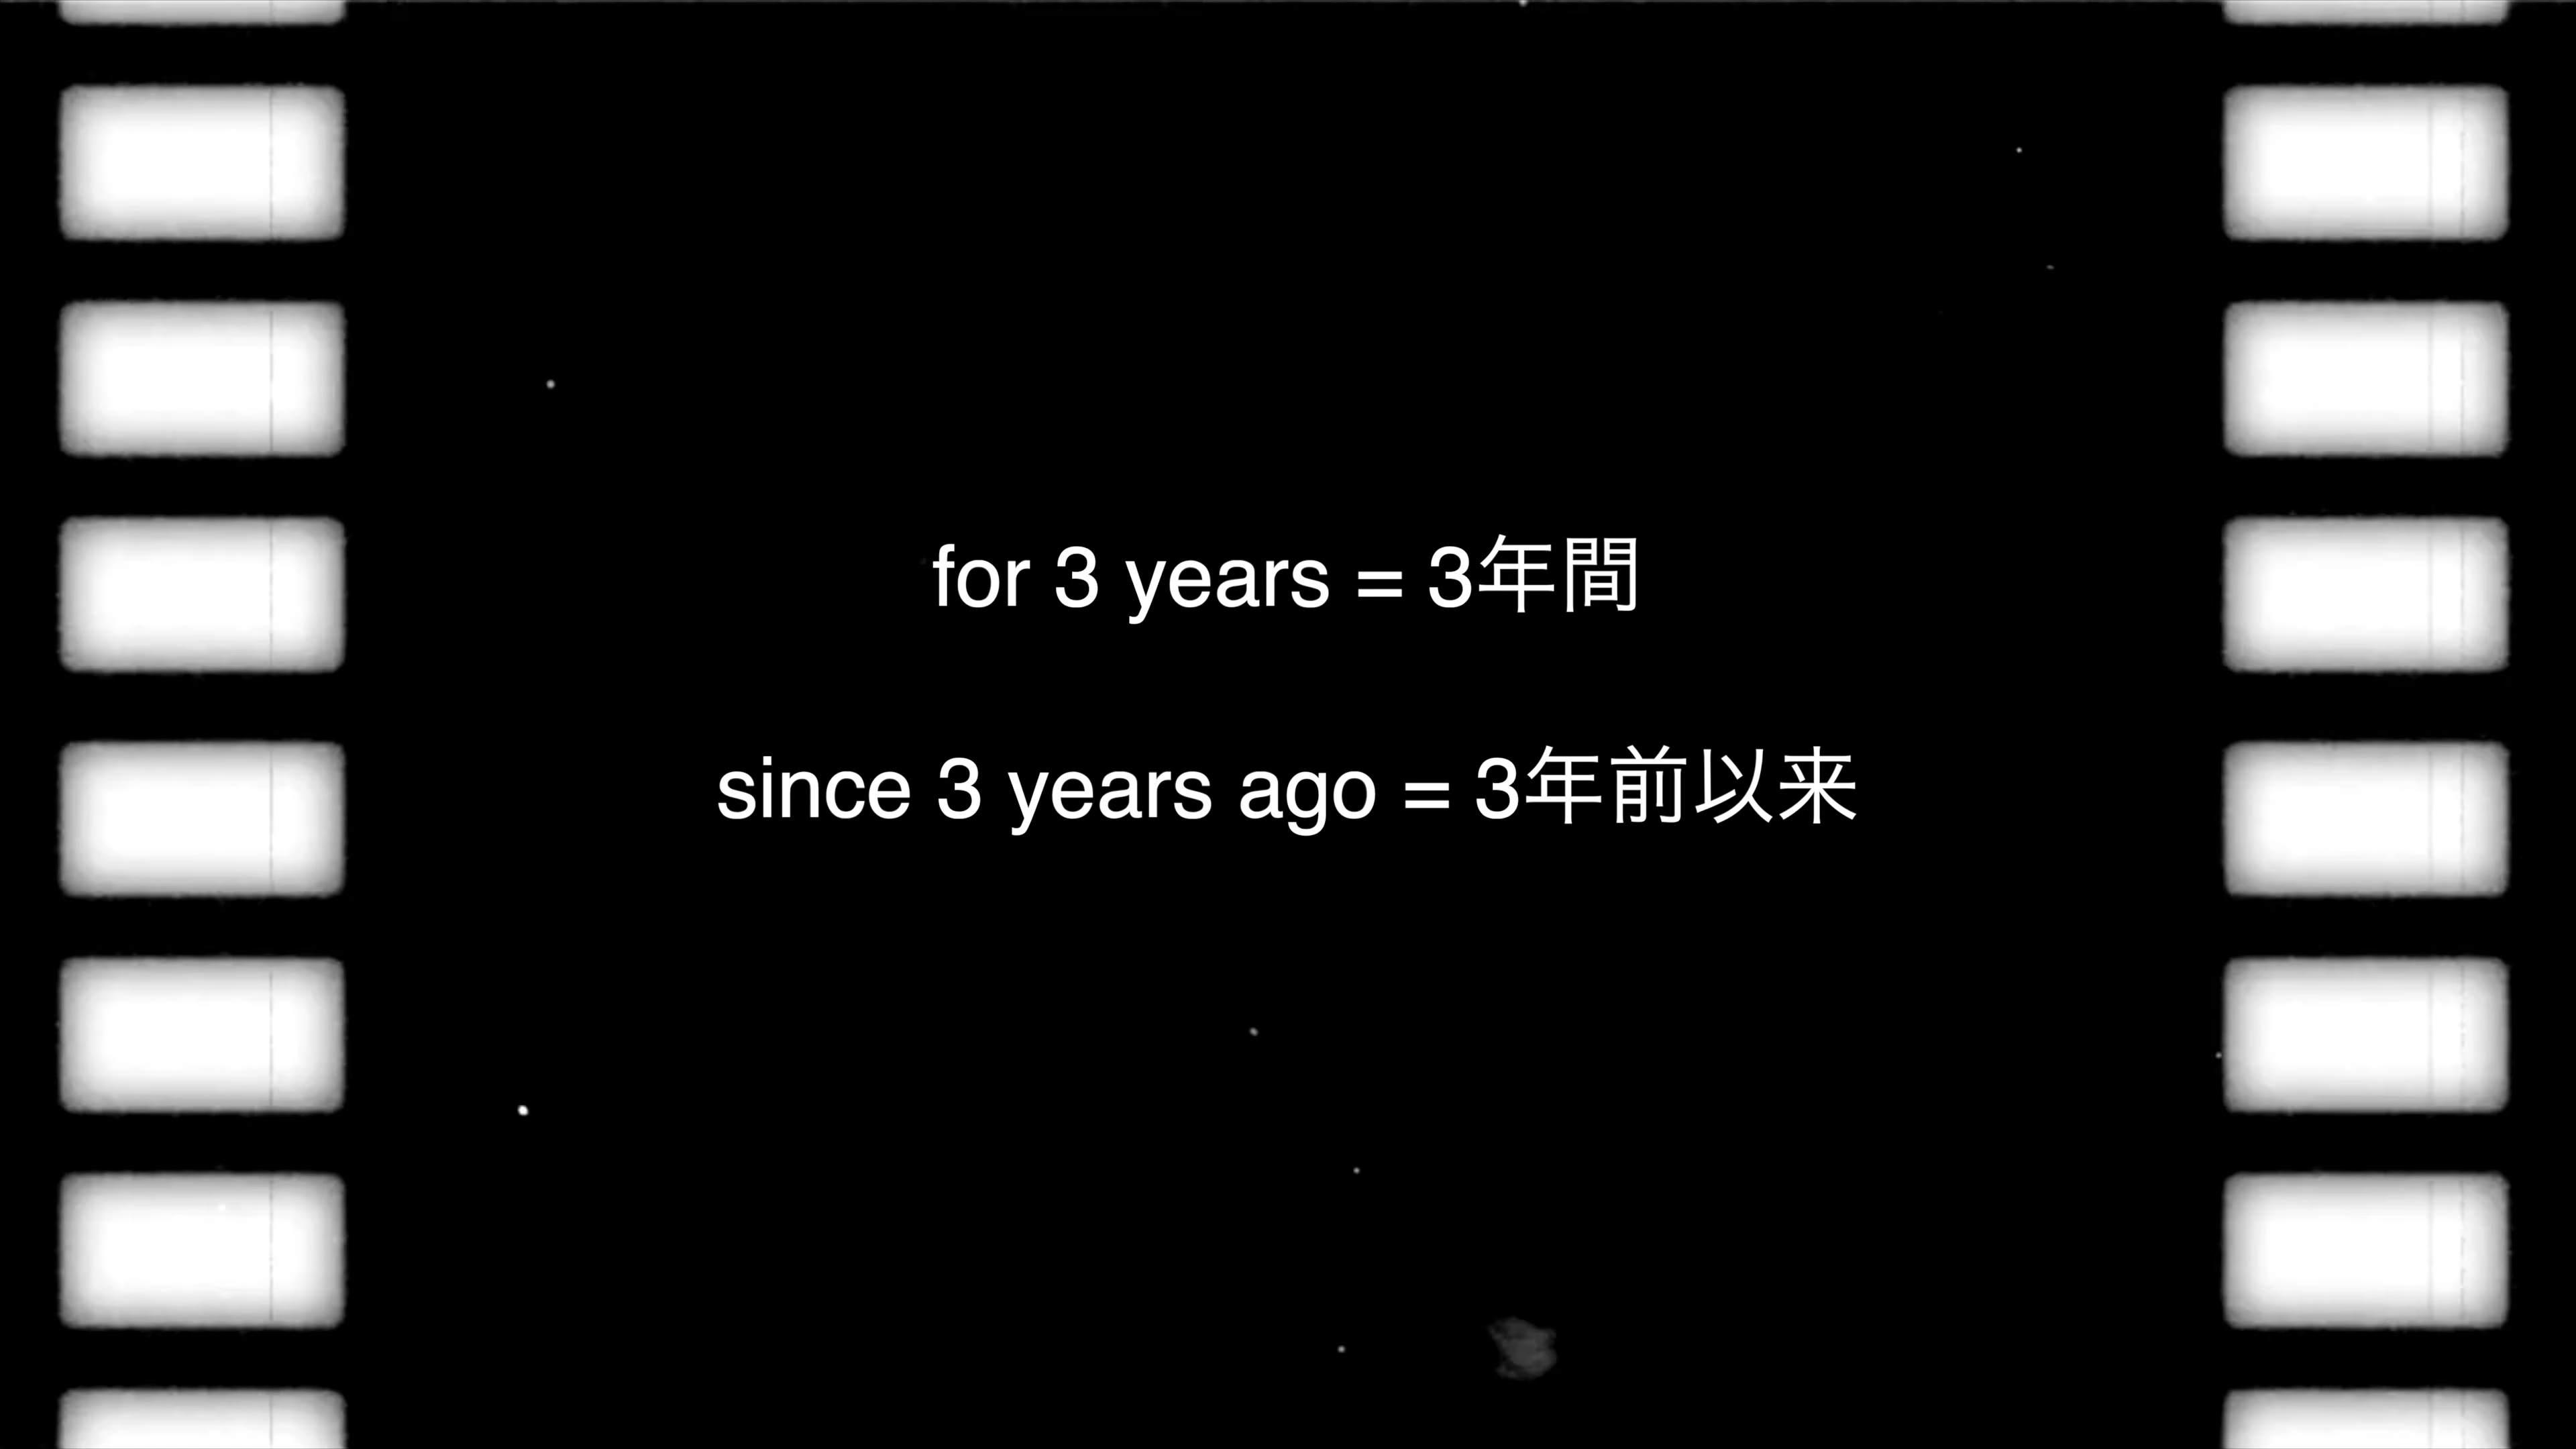 for 3 years = 3年間
since 3 years ago = 3年前以来